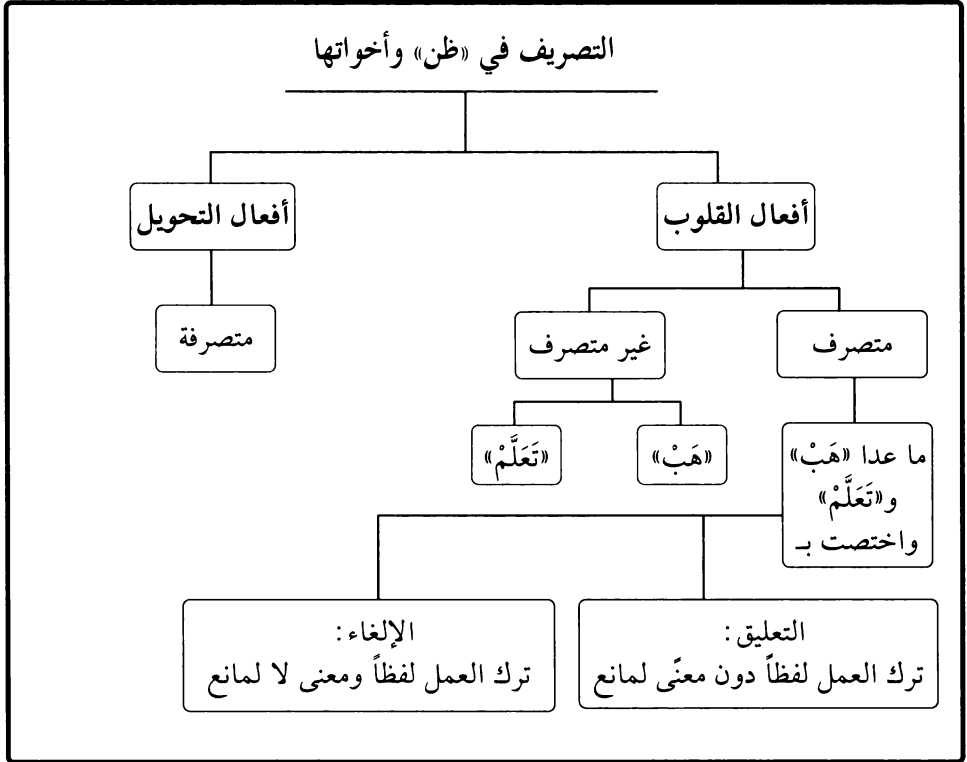 التصريف في «ظن» وأخواتها
أفعال القلوب
أفعال التحويل
متصرف
غير متصرف
متصرفة
ما عدا «هَبْ»
و«تَعَلَّمْ»
واختصت بـ
«هَبْ»
«تَعَلَّمْ»
التعليق:
ترك العمل لفظاً دون معنًى لمانع
الإلغاء:
ترك العمل لفظاً ومعنى لا لمانع